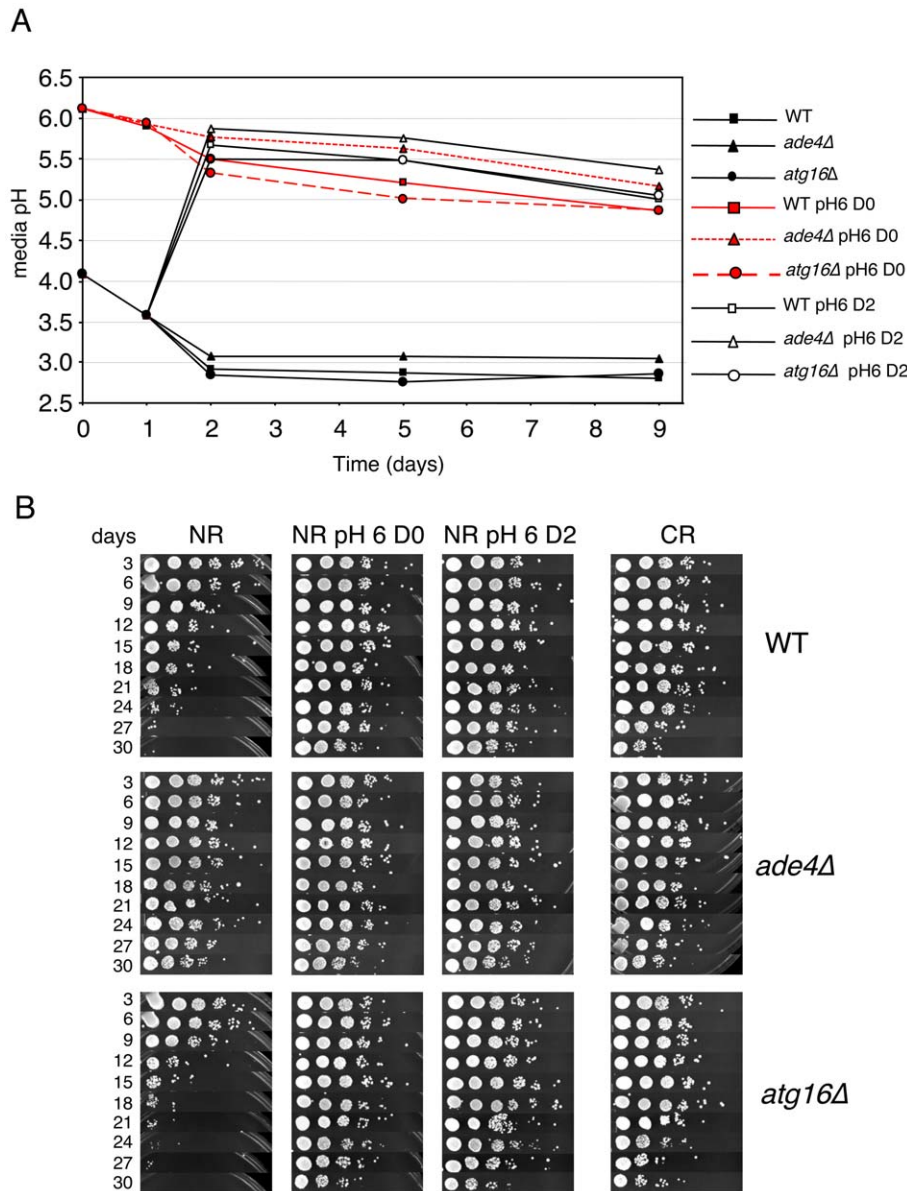 A
6.5
6.0
5.5
5.0
4.5
4.0
3.5
3.0
2.5
media pH
0 1 2 3 4 5 6 7 8 9
Time (days)
WT
ade4Δ
atg16Δ
WT pH6 D0
ade4Δ pH6 D0
atg16Δ pH6 D0
WT pH6 D2
ade4Δ pH6 D2
atg16Δ pH6 D2
B
days NR NR pH 6 D0 NR pH 6 D2 CR
3
6
9
12
15
18
21
24
27
30
WT
3
6
9
12
15
18
21
24
27
30
ade4Δ
3
6
9
12
15
18
21
24
27
30
atg16Δ